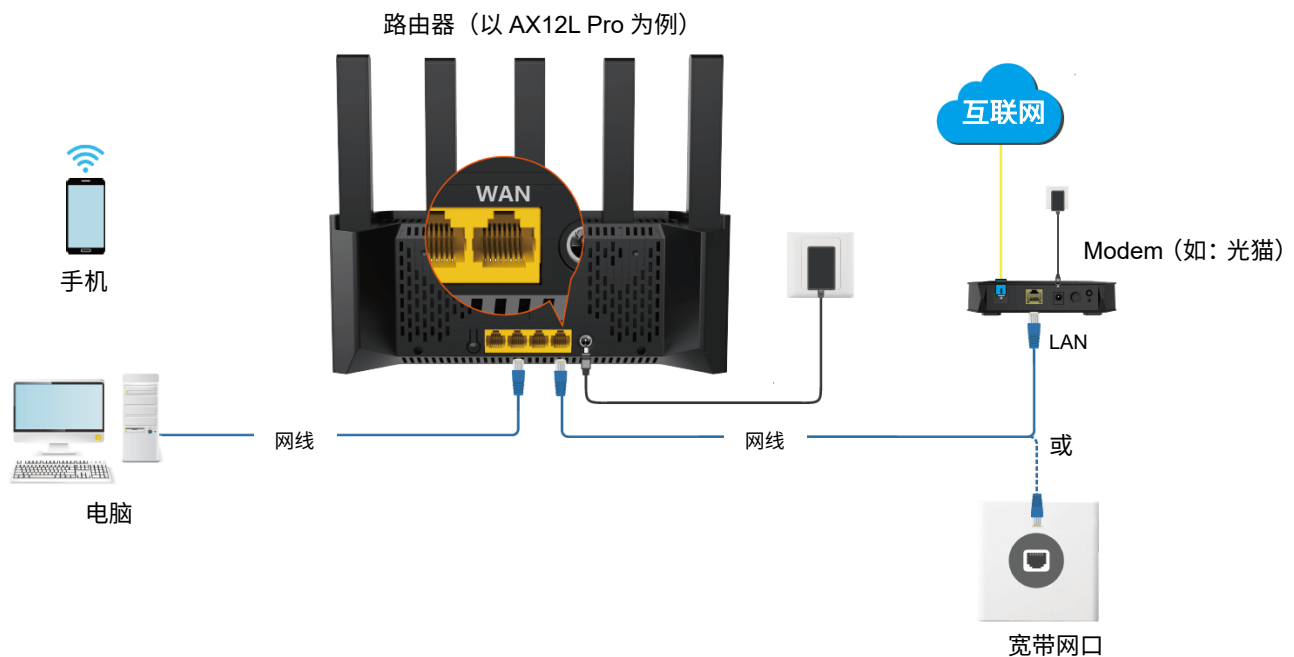 路由器（以 AX12L Pro 为例）
互联网
WAN
手机
Modem（如：光猫）
LAN
网线
网线
或
电脑
宽带网口